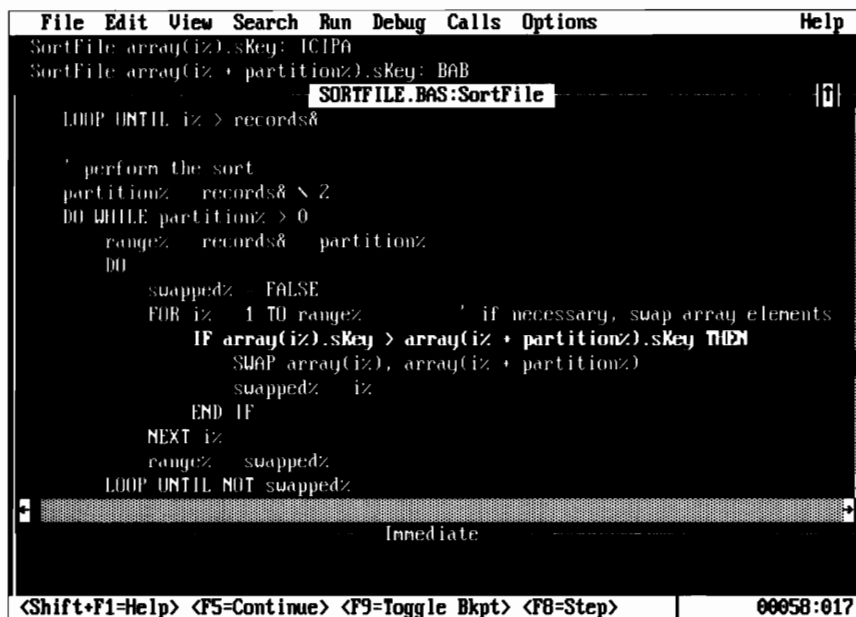 File Edit View Search Run Debug Calls Options Help
SortFile array(i%).sKey: ICIPA
SortFile array(i% + partition%).sKey: BAB
SORTFILE.BAS:SortFile
LOOP UNTIL i% > records&
' perform the sort
partition% records& \ 2
DO WHILE partition% > 0
range% records& partition%
DO
swapped% FALSE
FOR i% 1 TO range% ' if necessary, swap array elements
IF array(i%).sKey > array(i% + partition%).sKey THEN
SWAP array(i%), array(i% + partition%)
swapped% i%
END IF
NEXT i%
range% swapped%
LOOP UNTIL NOT swapped%
Immediate
<Shift+F1=Help> <F5=Continue> <F9=Toggle Bkpt> <F8=Step> 00058:017